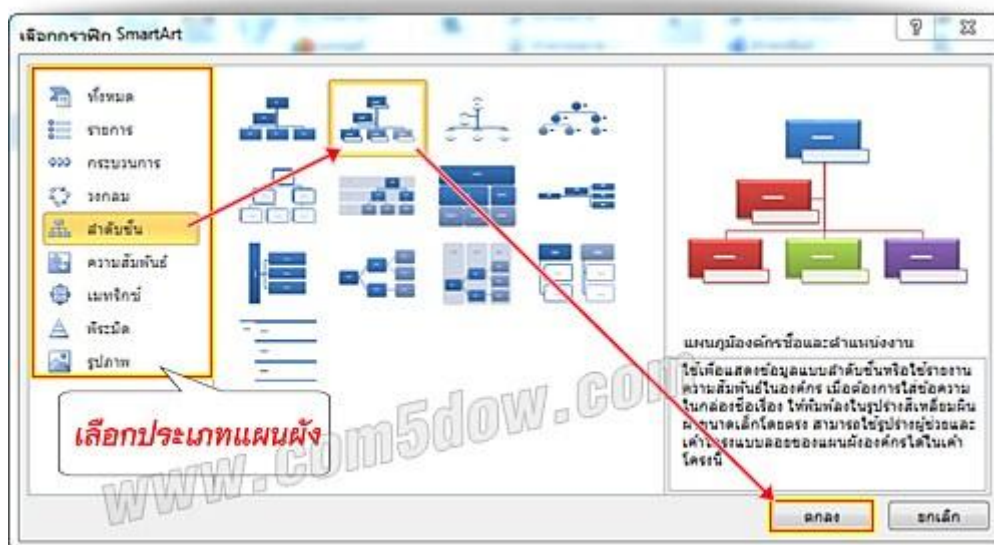 เลือกกราฟิก SmartArt
ทั้งหมด
รายการ
กระบวนการ
วงกลม
ลำดับชั้น
ความสัมพันธ์
เมทริกซ์
พีระมิด
รูปภาพ
เลือกประเภทแผนผัง
แผนภูมิองค์กรชื่อและตำแหน่งงาน
ใช้เพื่อแสดงข้อมูลแบบลำดับชั้นหรือใช้รายงาน
ความสัมพันธ์ในองค์กร เมื่อต้องการใส่ข้อความ
ในกล่องชื่อเรื่อง ให้พิมพ์ลงในรูปร่างสี่เหลี่ยมผืน
ผ้าขนาดเล็กโดยตรง สามารถใช้รูปร่างผู้ช่วยและ
เค้าโครงแบบลอยของแผนผังองค์กรได้ในเค้า
โครงนี้
www.com5dow.com
ตกลง
ยกเลิก